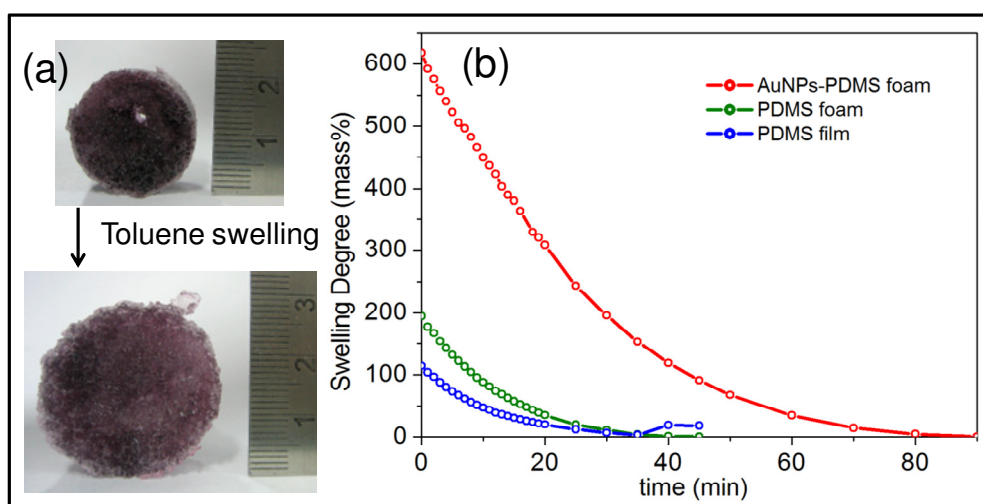 (a)
2
1
Toluene swelling
3
2
1
(b)
AuNPs-PDMS foam
PDMS foam
PDMS film
Swelling Degree (mass%)
600
500
400
300
200
100
0
0 20 40 60 80
time (min)